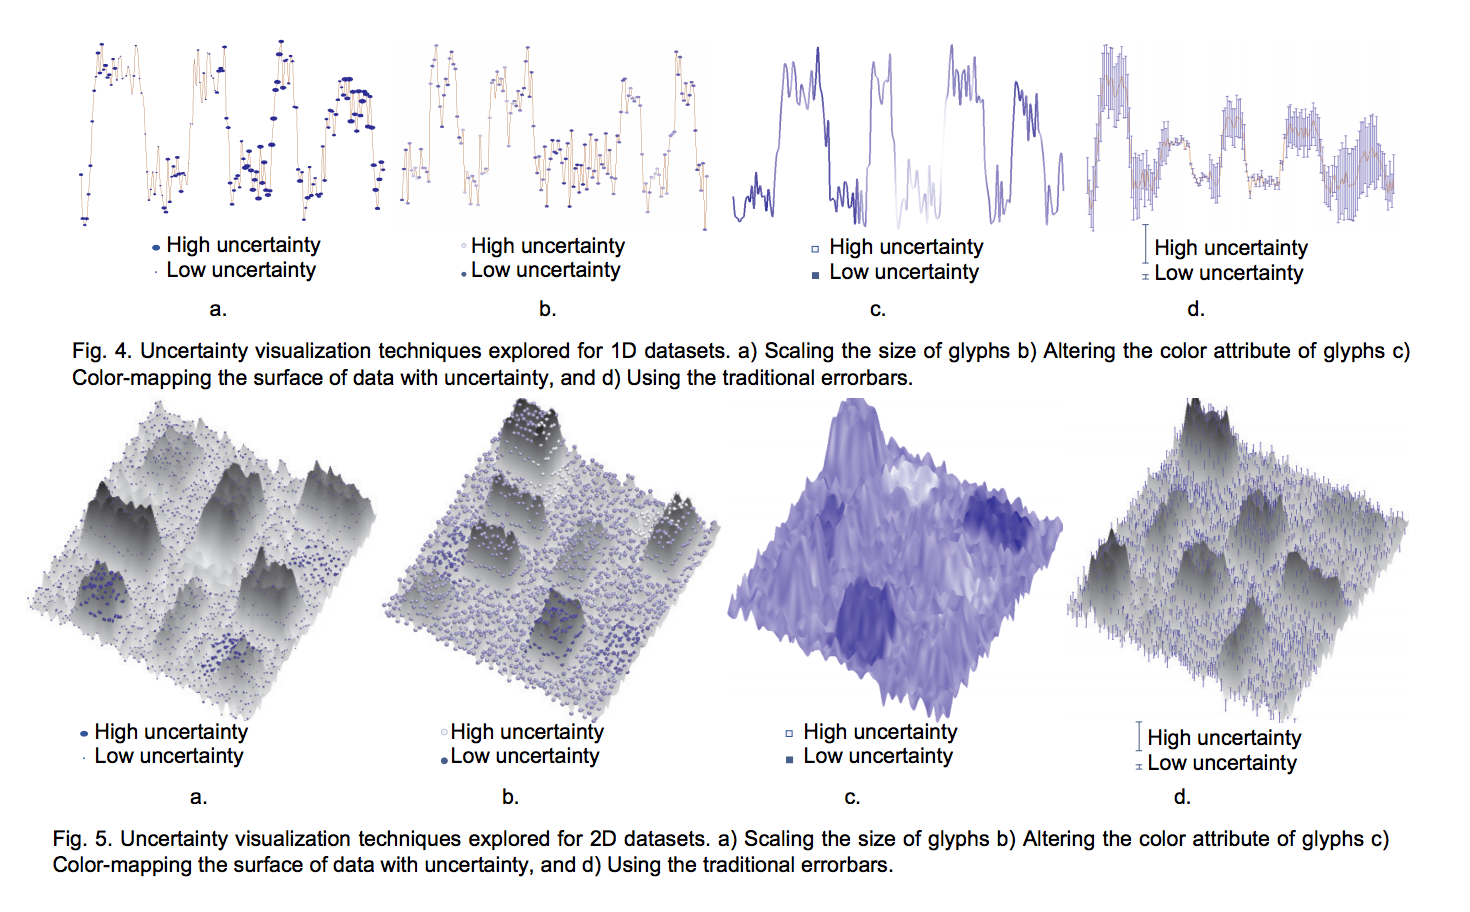 High uncertainty
Low uncertainty
a.
High uncertainty
Low uncertainty
b.
High uncertainty
Low uncertainty
c.
High uncertainty
Low uncertainty
d.
Fig. 4. Uncertainty visualization techniques explored for 1D datasets. a) Scaling the size of glyphs b) Altering the color attribute of glyphs c)
Color-mapping the surface of data with uncertainty, and d) Using the traditional errorbars.
High uncertainty
Low uncertainty
a.
High uncertainty
Low uncertainty
b.
High uncertainty
Low uncertainty
c.
High uncertainty
Low uncertainty
d.
Fig. 5. Uncertainty visualization techniques explored for 2D datasets. a) Scaling the size of glyphs b) Altering the color attribute of glyphs c)
Color-mapping the surface of data with uncertainty, and d) Using the traditional errorbars.